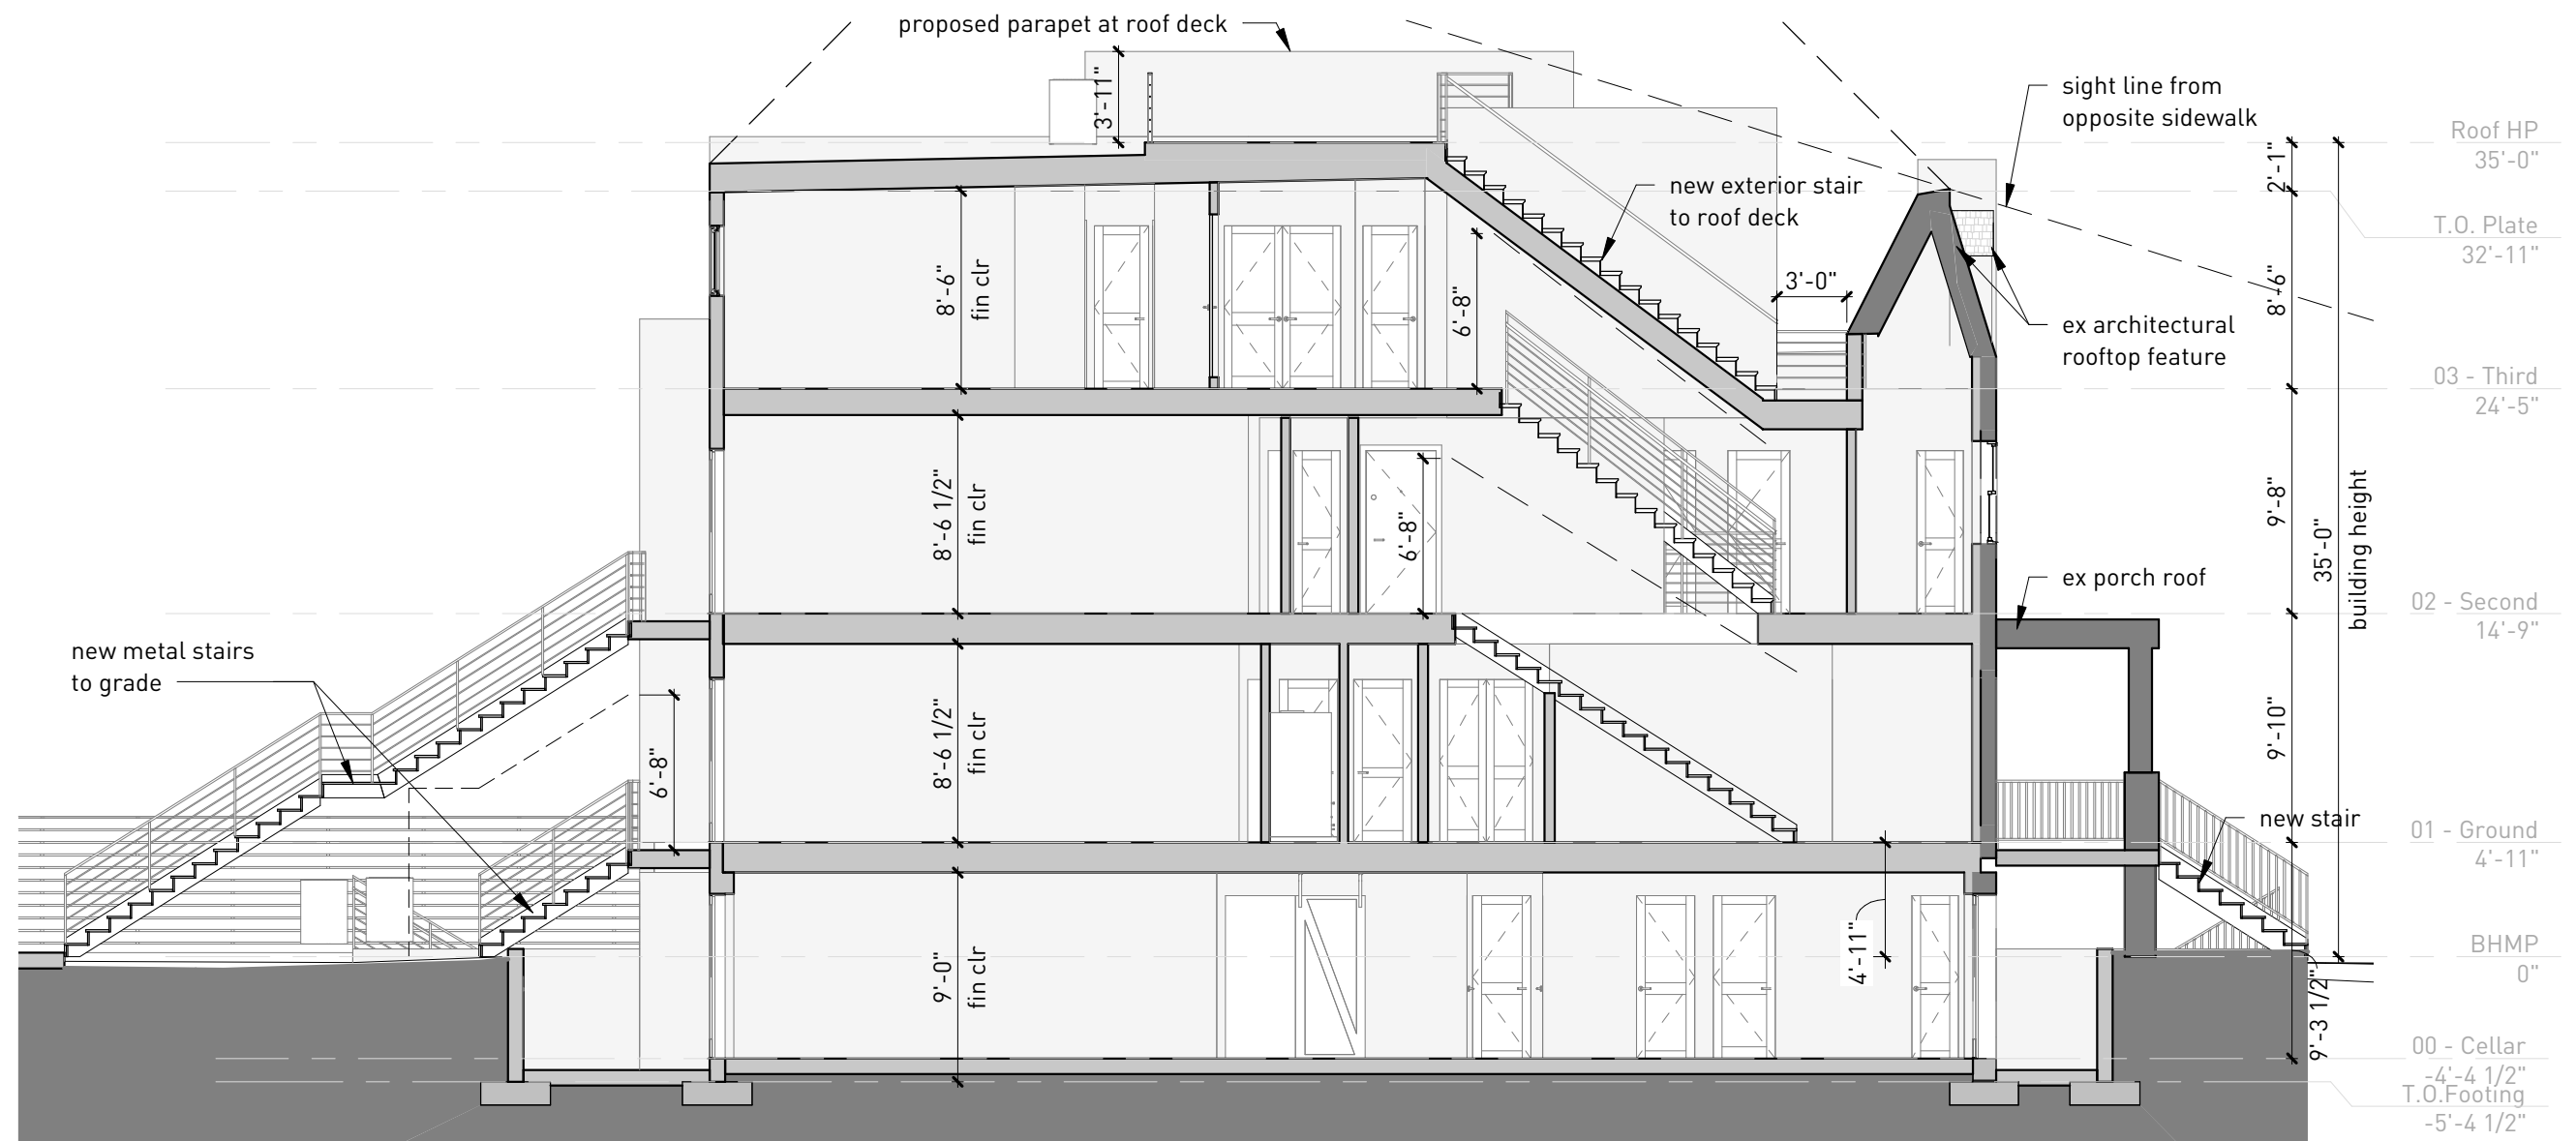 proposed parapet at roof deck
3'-11"
sight line from
opposite sidewalk
Roof HP
35'-0"
2'-1"
new exterior stair
to roof deck
T.O. Plate
32'-11"
8'-6"
fin clr
6'-8"
3'-0"
8'-6"
ex architectural
rooftop feature
03 - Third
24'-5"
8'-6 1/2"
fin clr
6'-8"
9'-8"
35'-0"
building height
ex porch roof
02 - Second
14'-9"
new metal stairs
to grade
6'-8"
8'-6 1/2"
fin clr
9'-10"
new stair
01 - Ground
4'-11"
9'-0"
fin clr
4'-11"
BHMP
0"
9'-3 1/2"
00 - Cellar
-4'-4 1/2"
T.O.Footing
-5'-4 1/2"